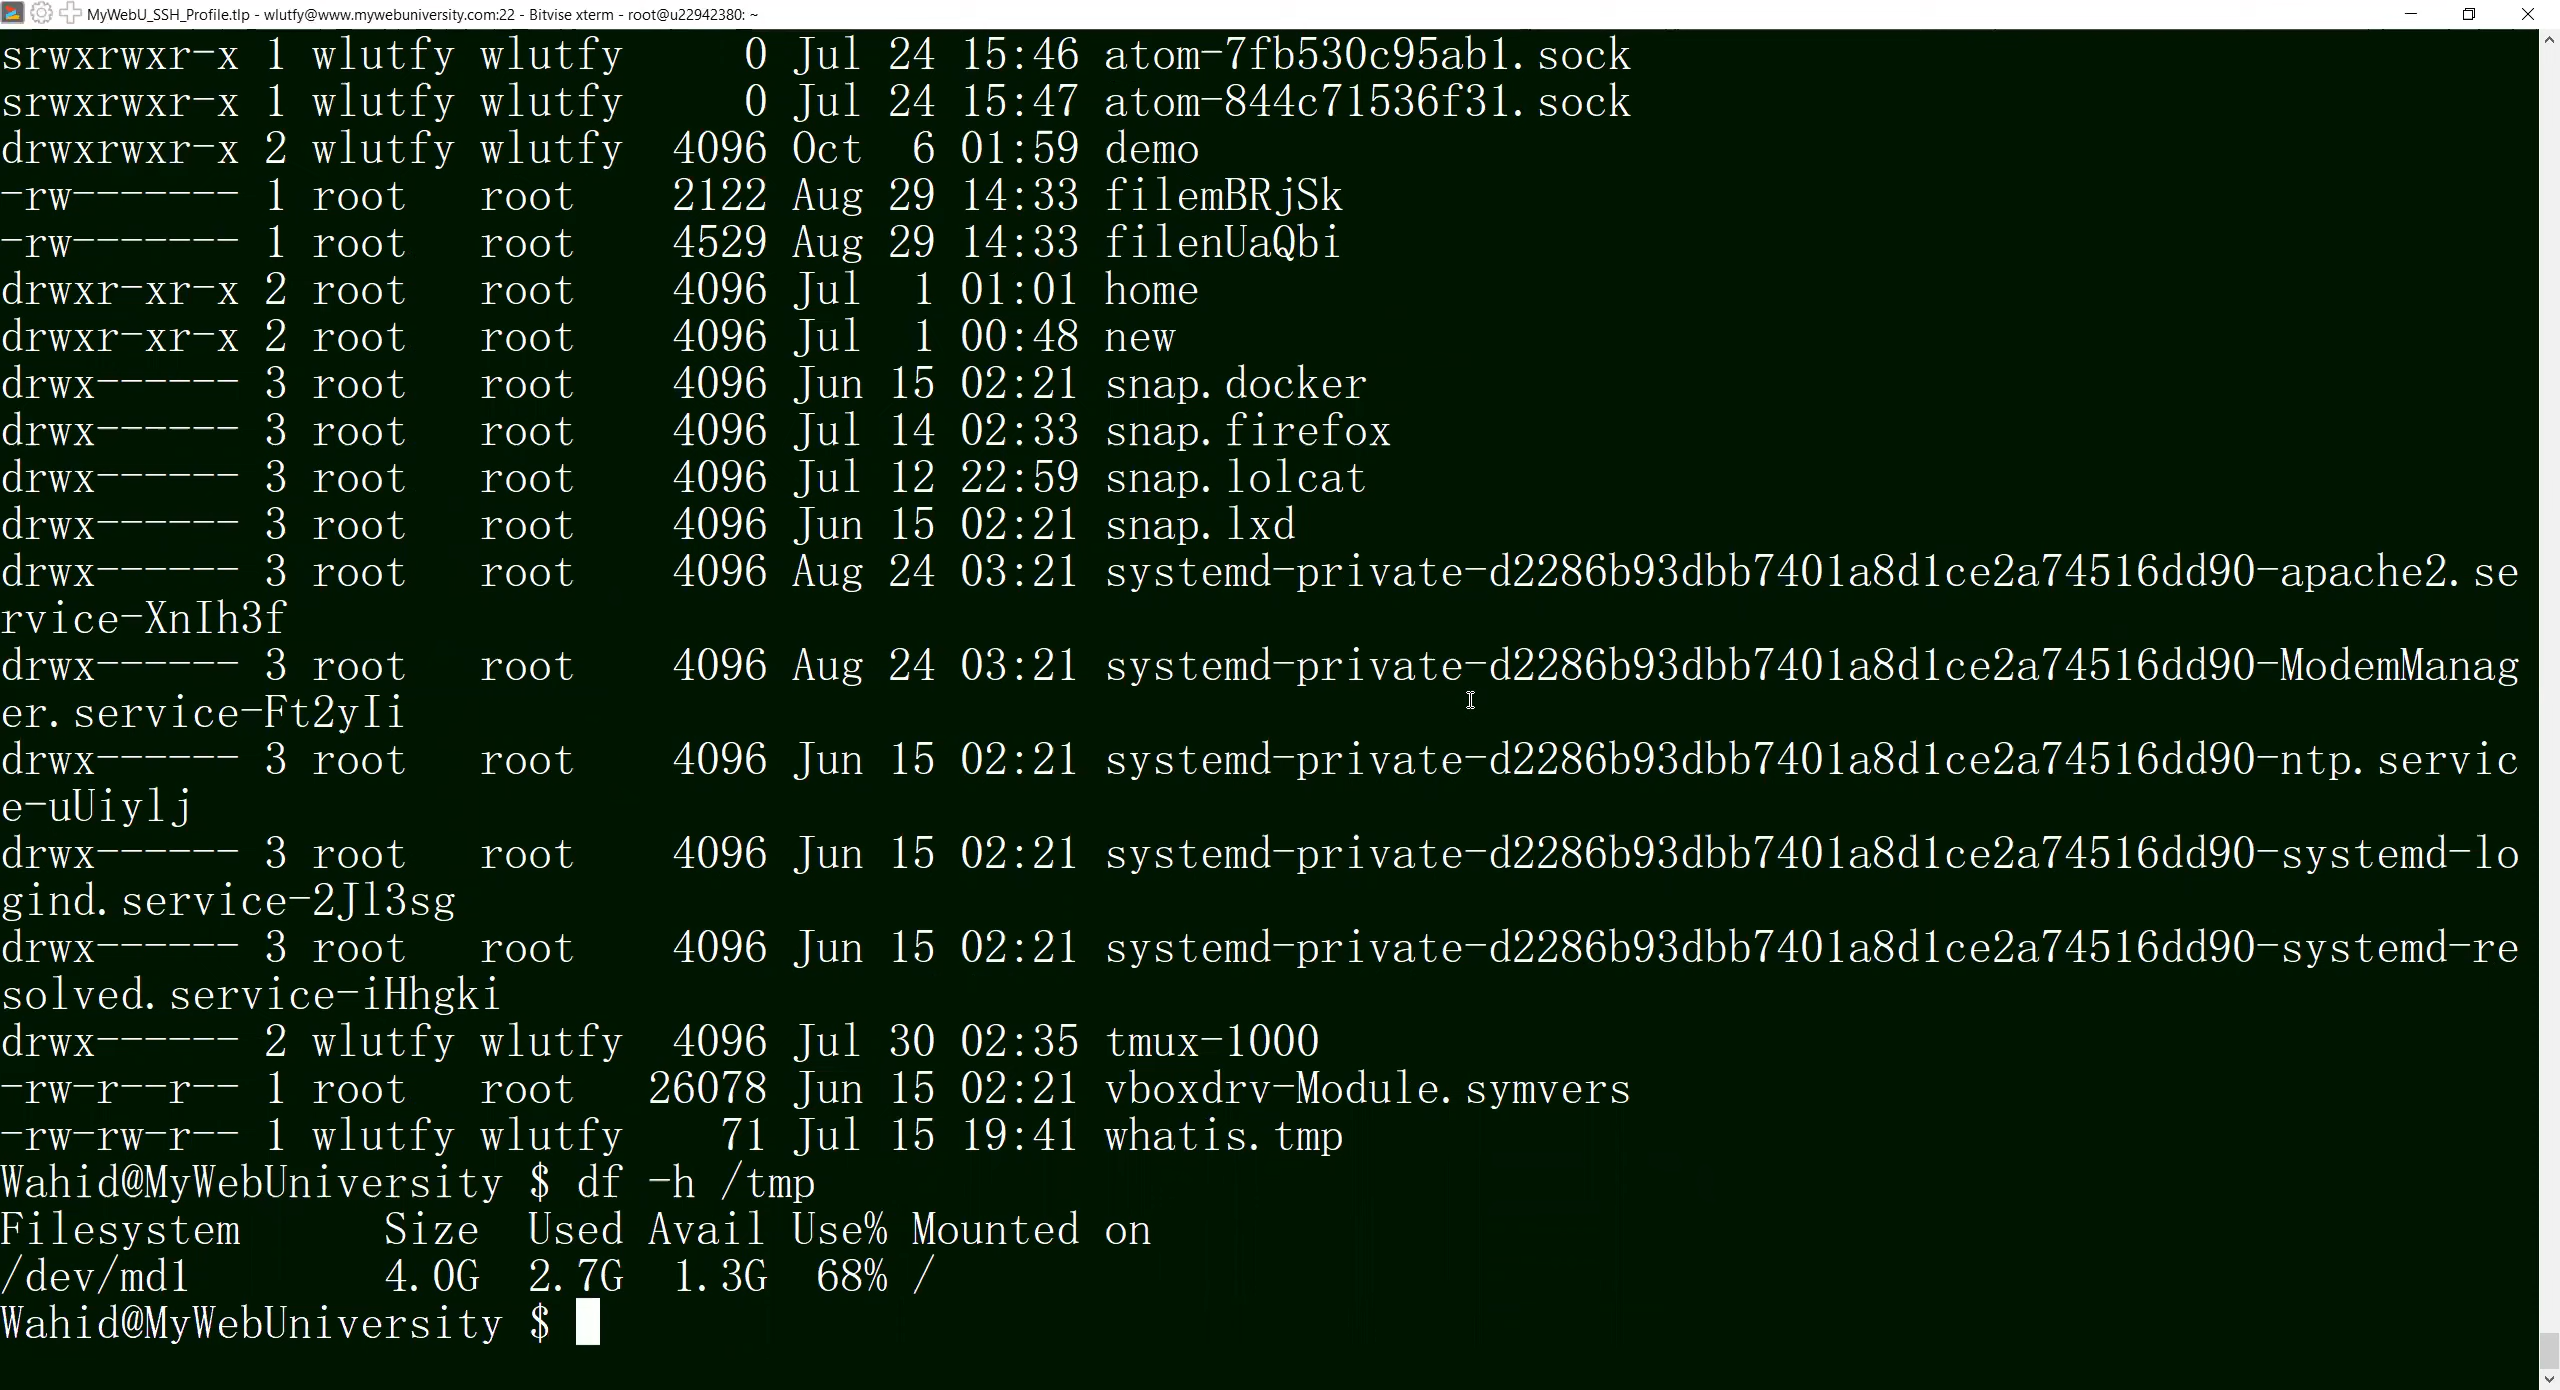 MyWebU_SSH_Profile.tlp - wlutfy@www.mywebuniversity.com:22 - Bitvise xterm - root@u22942380: ~
srwxrwxr-x 1 wlutfy wlutfy     0 Jul 24 15:46 atom-7fb530c95ab1.sock
srwxrwxr-x 1 wlutfy wlutfy     0 Jul 24 15:47 atom-844c71536f31.sock
drwxrwxr-x 2 wlutfy wlutfy  4096 Oct  6 01:59 demo
-rw------- 1 root   root    2122 Aug 29 14:33 filemBRjSk
-rw------- 1 root   root    4529 Aug 29 14:33 filenUaQbi
drwxr-xr-x 2 root   root    4096 Jul  1 01:01 home
drwxr-xr-x 2 root   root    4096 Jul  1 00:48 new
drwx------ 3 root   root    4096 Jun 15 02:21 snap.docker
drwx------ 3 root   root    4096 Jul 14 02:33 snap.firefox
drwx------ 3 root   root    4096 Jul 12 22:59 snap.lolcat
drwx------ 3 root   root    4096 Jun 15 02:21 snap.lxd
drwx------ 3 root   root    4096 Aug 24 03:21 systemd-private-d2286b93dbb7401a8d1ce2a74516dd90-apache2.se
rvice-XnIh3f
drwx------ 3 root   root    4096 Aug 24 03:21 systemd-private-d2286b93dbb7401a8d1ce2a74516dd90-ModemManag
er.service-Ft2yIi
drwx------ 3 root   root    4096 Jun 15 02:21 systemd-private-d2286b93dbb7401a8d1ce2a74516dd90-ntp.servic
e-uUiylj
drwx------ 3 root   root    4096 Jun 15 02:21 systemd-private-d2286b93dbb7401a8d1ce2a74516dd90-systemd-lo
gind.service-2Jl3sg
drwx------ 3 root   root    4096 Jun 15 02:21 systemd-private-d2286b93dbb7401a8d1ce2a74516dd90-systemd-re
solved.service-iHhgki
drwx------ 2 wlutfy wlutfy  4096 Jul 30 02:35 tmux-1000
-rw-r--r-- 1 root   root   26078 Jun 15 02:21 vboxdrv-Module.symvers
-rw-rw-r-- 1 wlutfy wlutfy    71 Jul 15 19:41 whatis.tmp
Wahid@MyWebUniversity $ df -h /tmp
Filesystem      Size  Used Avail Use% Mounted on
/dev/md1        4.0G  2.7G  1.3G  68% /
Wahid@MyWebUniversity $